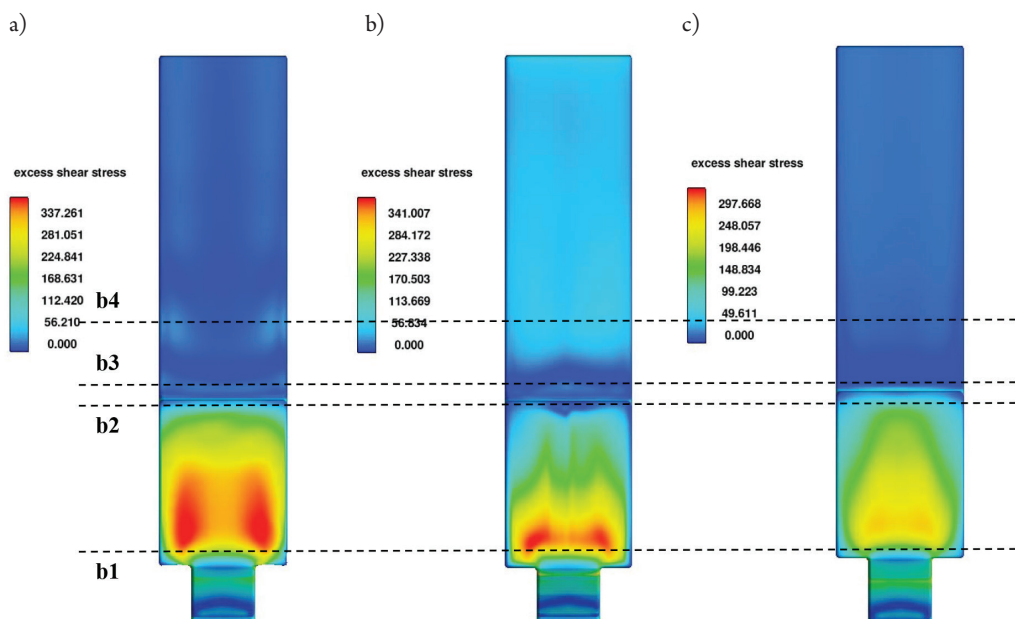 a)
b)
c)
excess shear stress
337.261
281.051
224.841
168.631
112.420
56.210
0.000
excess shear stress
341.007
284.172
227.338
170.503
113.669
56.834
0.000
excess shear stress
297.668
248.057
198.446
148.834
99.223
49.611
0.000
b4
b3
b2
b1